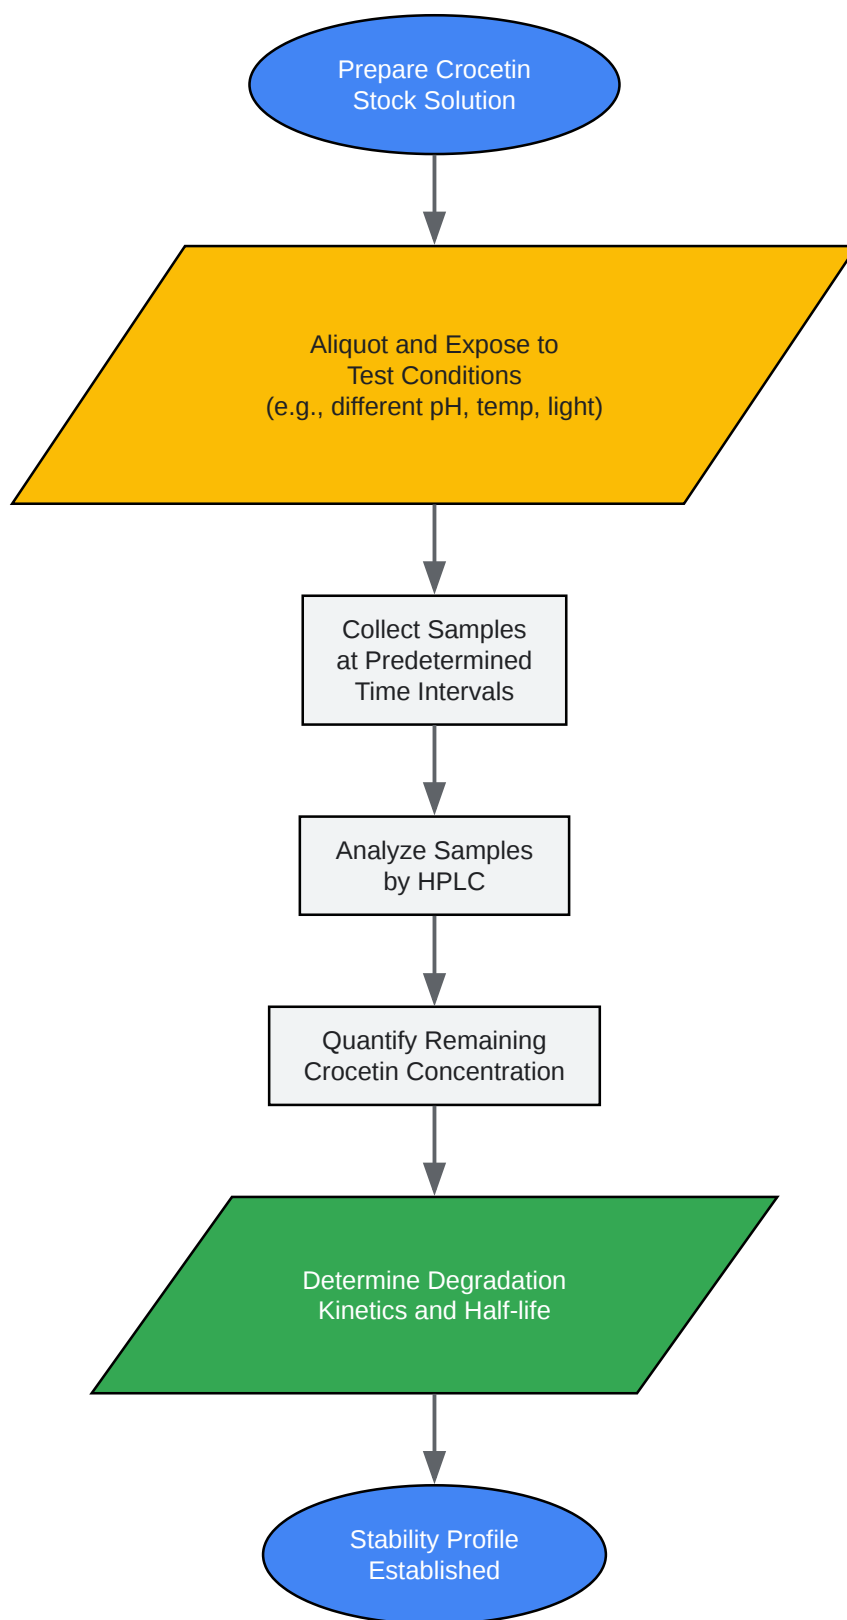 Prepare Crocetin
Stock Solution
Aliquot and Expose to
Test Conditions
(e.g., different pH, temp, light)
Collect Samples
at Predetermined
Time Intervals
Analyze Samples
by HPLC
Quantify Remaining
Crocetin Concentration
Determine Degradation
Kinetics and Half-life
Stability Profile
Established